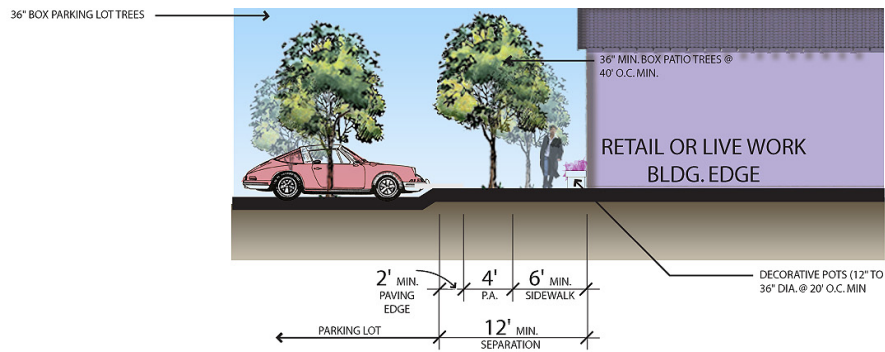 36" BOX PARKING LOT TREES
36" MIN. BOX PATIO TREES @
40' O.C. MIN.
RETAIL OR LIVE WORK
BLDG. EDGE
2' MIN.
PAVING
EDGE
4'
P.A.
6' MIN.
SIDEWALK
DECORATIVE POTS (12" TO
36" DIA. @ 20' O.C. MIN
PARKING LOT
12' MIN.
SEPARATION